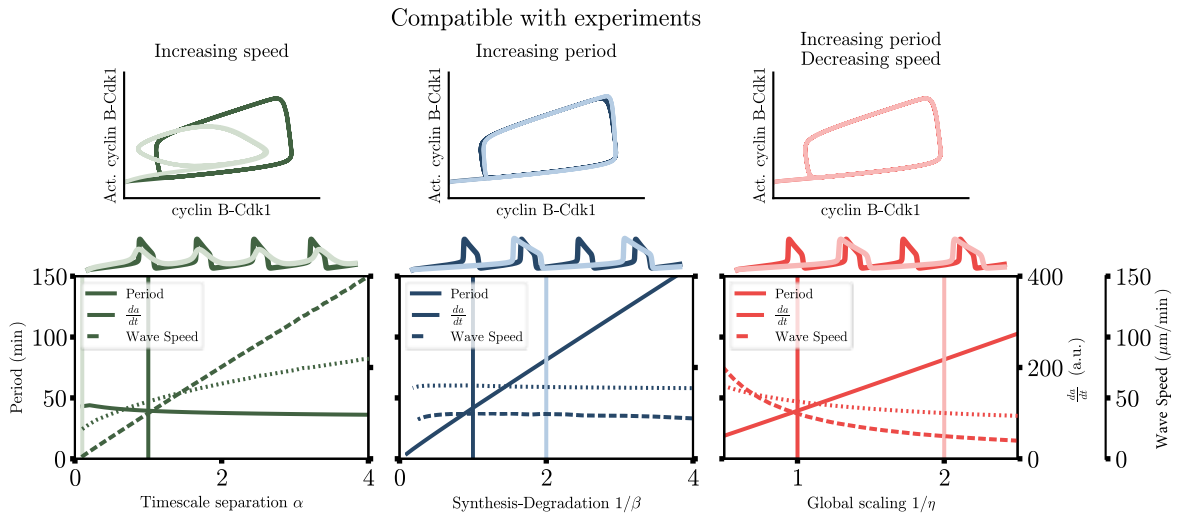 Compatible with experiments
Increasing speed
Act. cyclin B-Cdk1
cyclin B-Cdk1
Increasing period
Act. cyclin B-Cdk1
cyclin B-Cdk1
Increasing period
Decreasing speed
Act. cyclin B-Cdk1
cyclin B-Cdk1
Period (min)
150
100
50
0
Period
da/dt
Wave Speed
0
2
4
Timescale separation α
Period
da/dt
Wave Speed
0
2
4
Synthesis-Degradation 1/β
Period
da/dt
Wave Speed
1
2
Global scaling 1/η
400
200
0
da/dt (a.u.)
150
100
50
0
Wave Speed (μm/min)